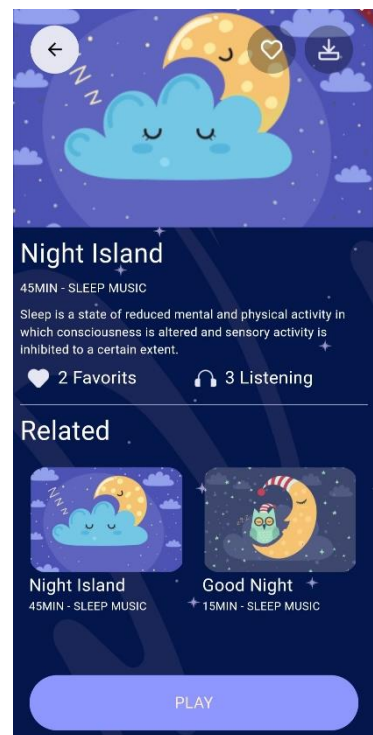 Z
Z
Z
Night Island
45MIN - SLEEP MUSIC
Sleep is a state of reduced mental and physical activity in
which consciousness is altered and sensory activity is
inhibited to a certain extent.
2 Favorits
3 Listening
Related
Z
Z
Z
Night Island
45MIN - SLEEP MUSIC
Good Night
15MIN - SLEEP MUSIC
PLAY